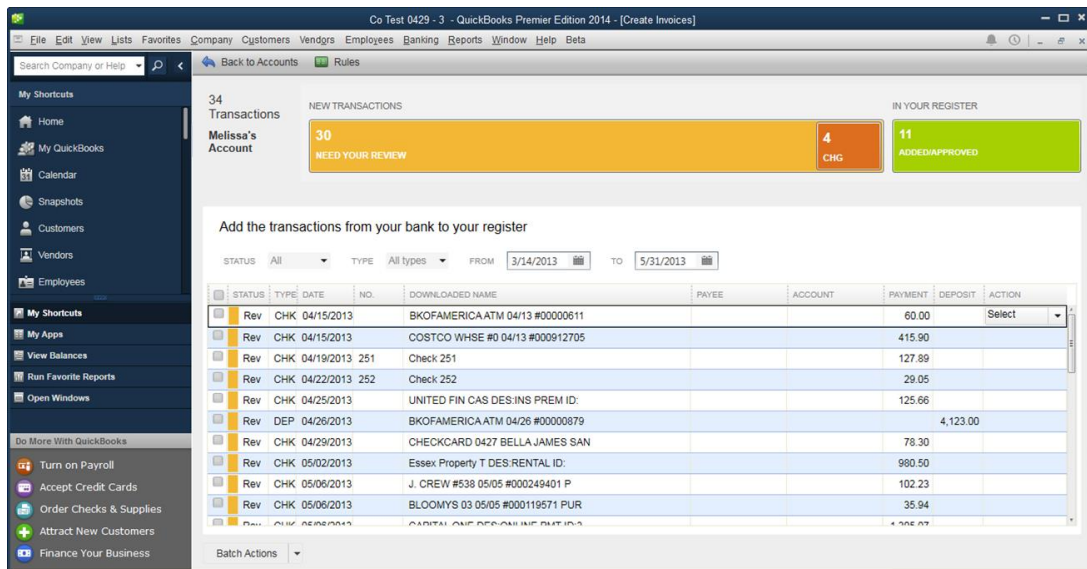 Co Test 0429 - 3 - QuickBooks Premier Edition 2014 - [Create Invoices]
File Edit View Lists Favorites Company Customers Vendors Employees Banking Reports Window Help Beta
Search Company or Help
Back to Accounts Rules
My Shortcuts
Home
My QuickBooks
Calendar
Snapshots
Customers
Vendors
Employees
My Shortcuts
My Apps
View Balances
Run Favorite Reports
Open Windows
Do More With QuickBooks
Turn on Payroll
Accept Credit Cards
Order Checks & Supplies
Attract New Customers
Finance Your Business
34
Transactions
Melissa's
Account
NEW TRANSACTIONS
30
NEED YOUR REVIEW
4
CHG
IN YOUR REGISTER
11
ADDED/APPROVED
Add the transactions from your bank to your register
STATUS All TYPE All types FROM 3/14/2013 TO 5/31/2013
STATUS TYPE DATE NO. DOWNLOADED NAME PAYEE ACCOUNT PAYMENT DEPOSIT ACTION
Rev CHK 04/15/2013 BKOFAMERICA ATM 04/13 #00000611 60.00 Select
Rev CHK 04/15/2013 COSTCO WHSE #0 04/13 #000912705 415.90
Rev CHK 04/19/2013 251 Check 251 127.89
Rev CHK 04/22/2013 252 Check 252 29.05
Rev CHK 04/25/2013 UNITED FIN CAS DES:INS PREM ID: 125.66
Rev DEP 04/26/2013 BKOFAMERICA ATM 04/26 #00000879 4,123.00
Rev CHK 04/29/2013 CHECKCARD 0427 BELLA JAMES SAN 78.30
Rev CHK 05/02/2013 Essex Property T DES:RENTAL ID: 980.50
Rev CHK 05/06/2013 J. CREW #538 05/05 #000249401 P 102.23
Rev CHK 05/06/2013 BLOOMYS 03 05/05 #000119571 PUR 35.94
Rev CHK 05/06/2013 CAPITAL ONE DES:ONLINE PMT
Batch Actions